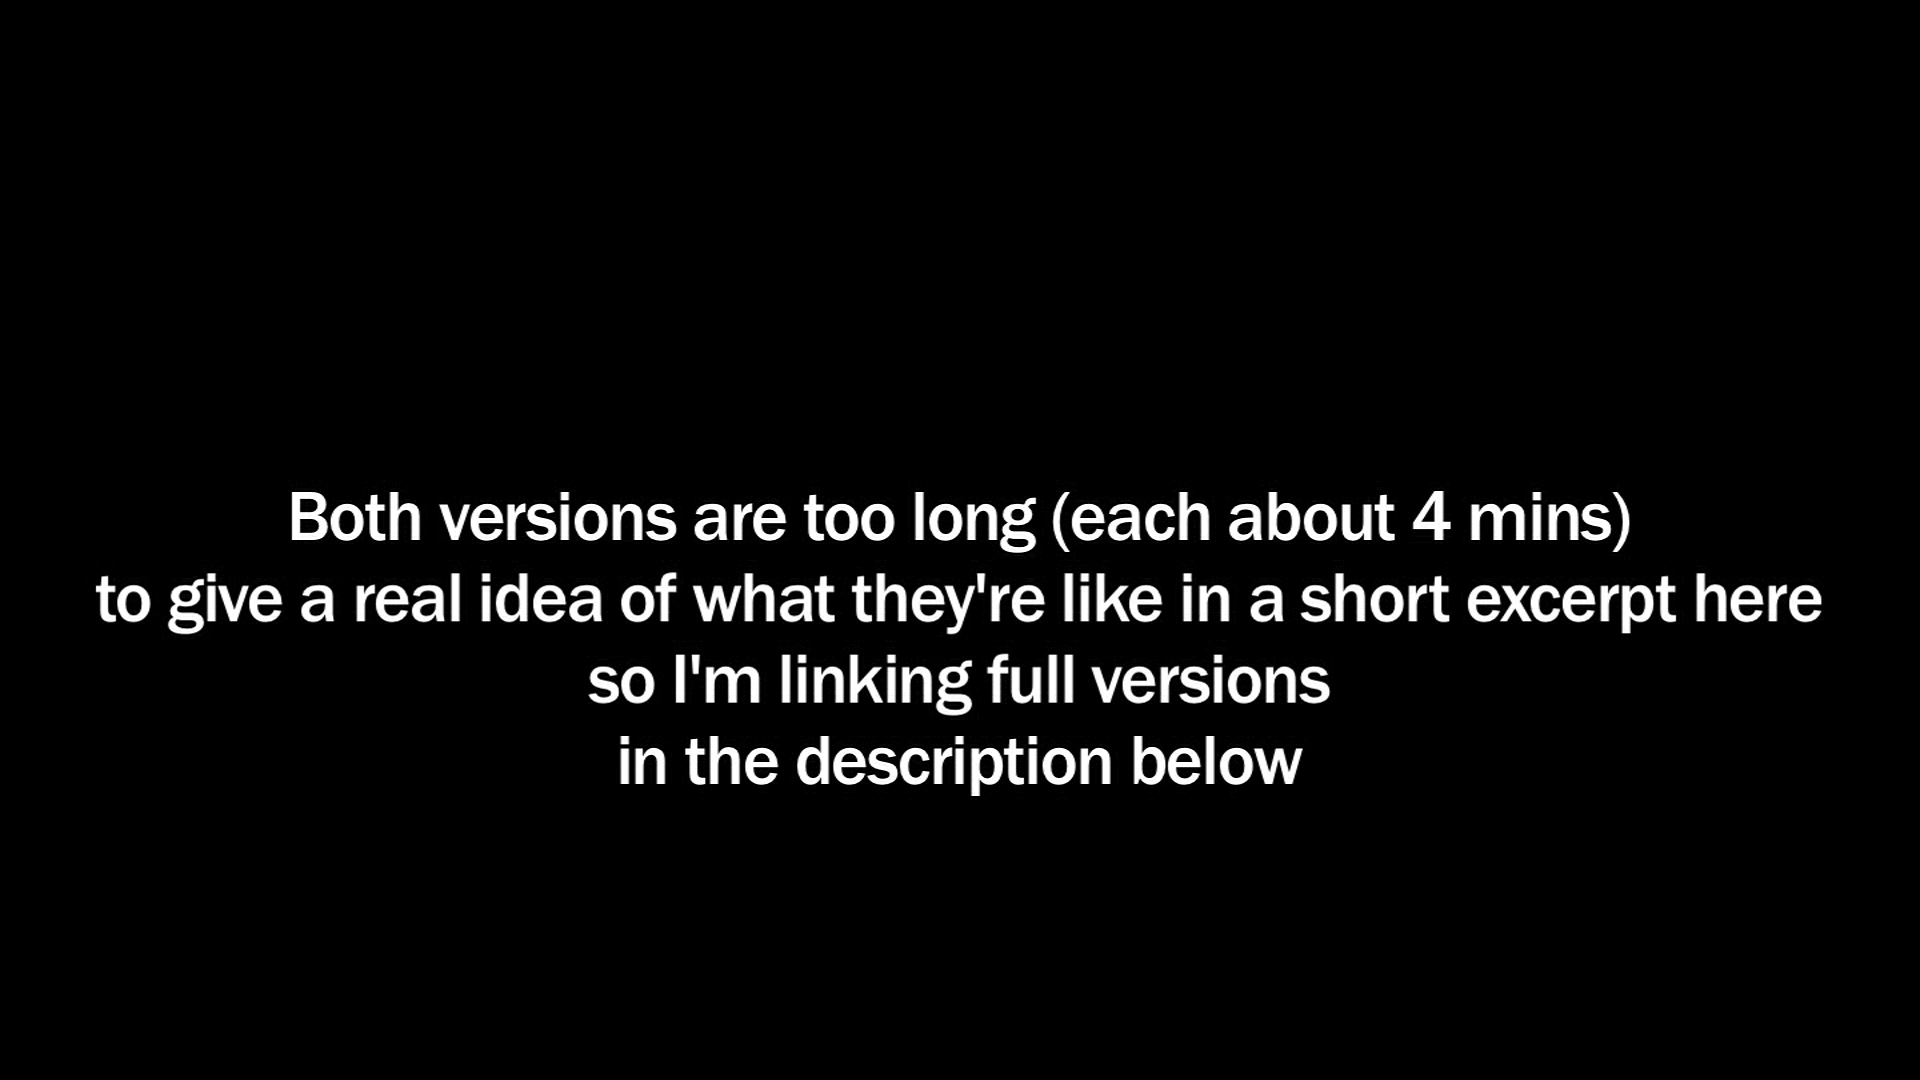 Both versions are too long (each about 4 mins)
to give a real idea of what they're like in a short excerpt here
so I'm linking full versions
in the description below